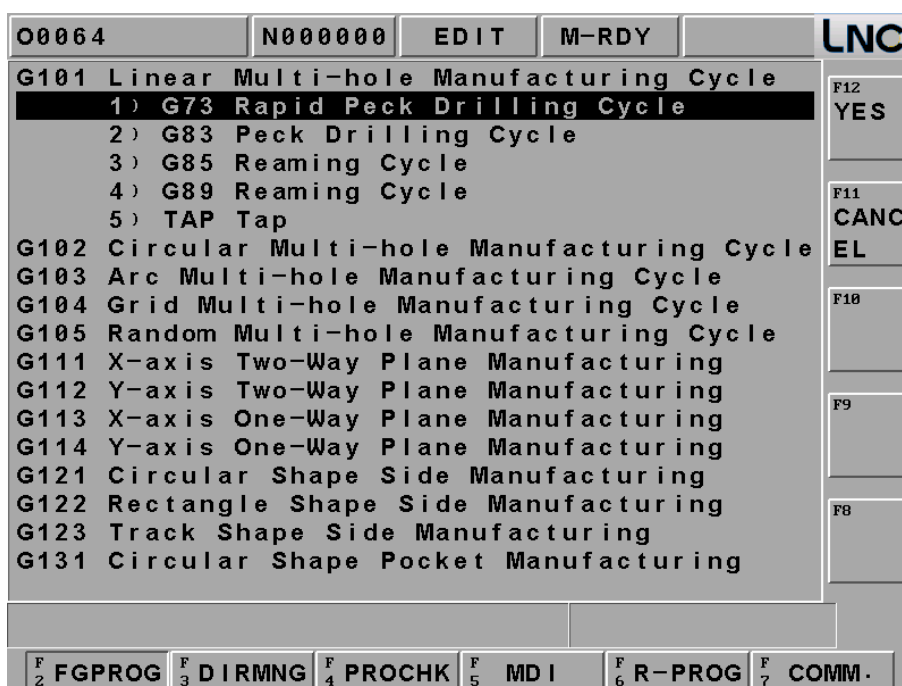 O0064 N000000 EDIT M-RDY LNC
G101 Linear Multi-hole Manufacturing Cycle
1) G73 Rapid Peck Drilling Cycle
2) G83 Peck Drilling Cycle
3) G85 Reaming Cycle
4) G89 Reaming Cycle
5) TAP Tap
G102 Circular Multi-hole Manufacturing Cycle
G103 Arc Multi-hole Manufacturing Cycle
G104 Grid Multi-hole Manufacturing Cycle
G105 Random Multi-hole Manufacturing Cycle
G111 X-axis Two-Way Plane Manufacturing
G112 Y-axis Two-Way Plane Manufacturing
G113 X-axis One-Way Plane Manufacturing
G114 Y-axis One-Way Plane Manufacturing
G121 Circular Shape Side Manufacturing
G122 Rectangle Shape Side Manufacturing
G123 Track Shape Side Manufacturing
G131 Circular Shape Pocket Manufacturing
F12
YES
F11
CANC
EL
F10
F9
F8
F2 FGPROG F3 DIRMNG F4 PROCHK F5 MDI F6 R-PROG F7 COMM.